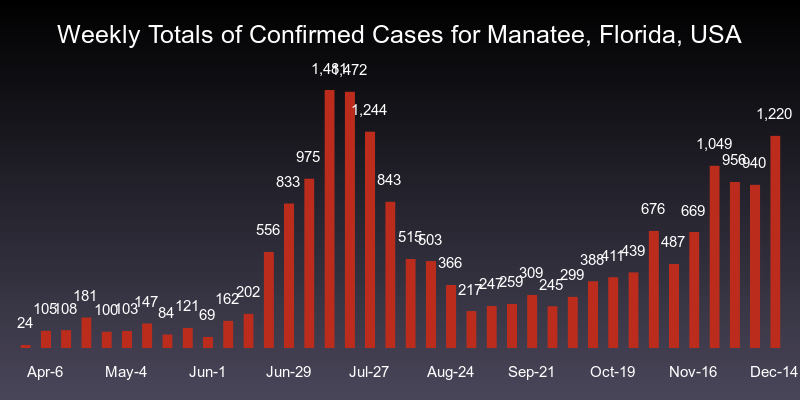 Weekly Totals of Confirmed Cases for Manatee, Florida, USA
24 105 108 181 100 103 147 84 121 69 162 202 556 833 975 1,481 1,472 1,244 843 515 503 366 217 247 259 309 245 299 388 411 439 676 487 669 1,049 956 940 1,220
Apr-6 May-4 Jun-1 Jun-29 Jul-27 Aug-24 Sep-21 Oct-19 Nov-16 Dec-14